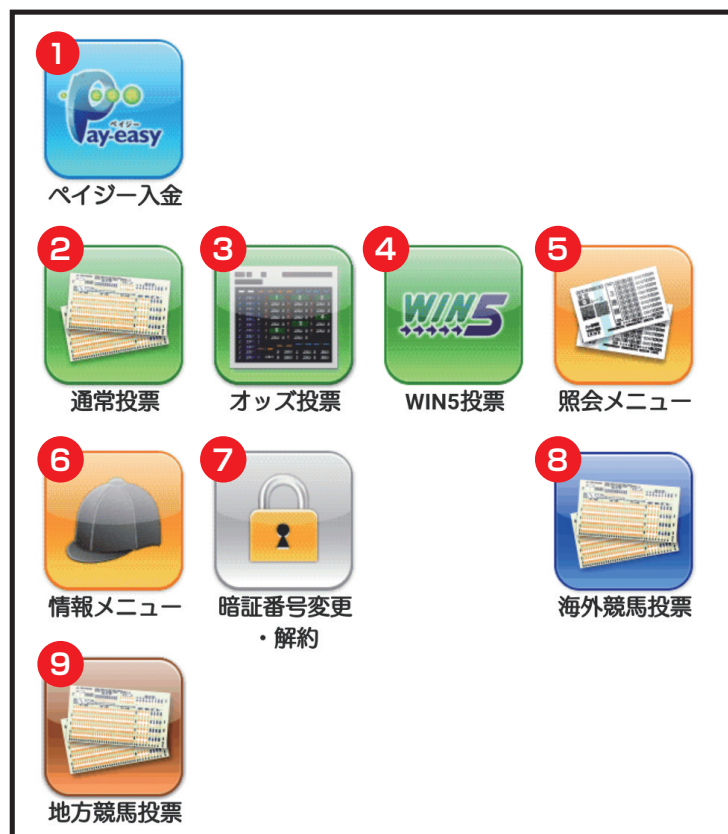 1
ペイジー
Pay-easy
ペイジー入金
2
3
4
5
WIN5
通常投票
オッズ投票
WIN5投票
照会メニュー
6
7
8
情報メニュー
暗証番号変更
・解約
海外競馬投票
9
地方競馬投票